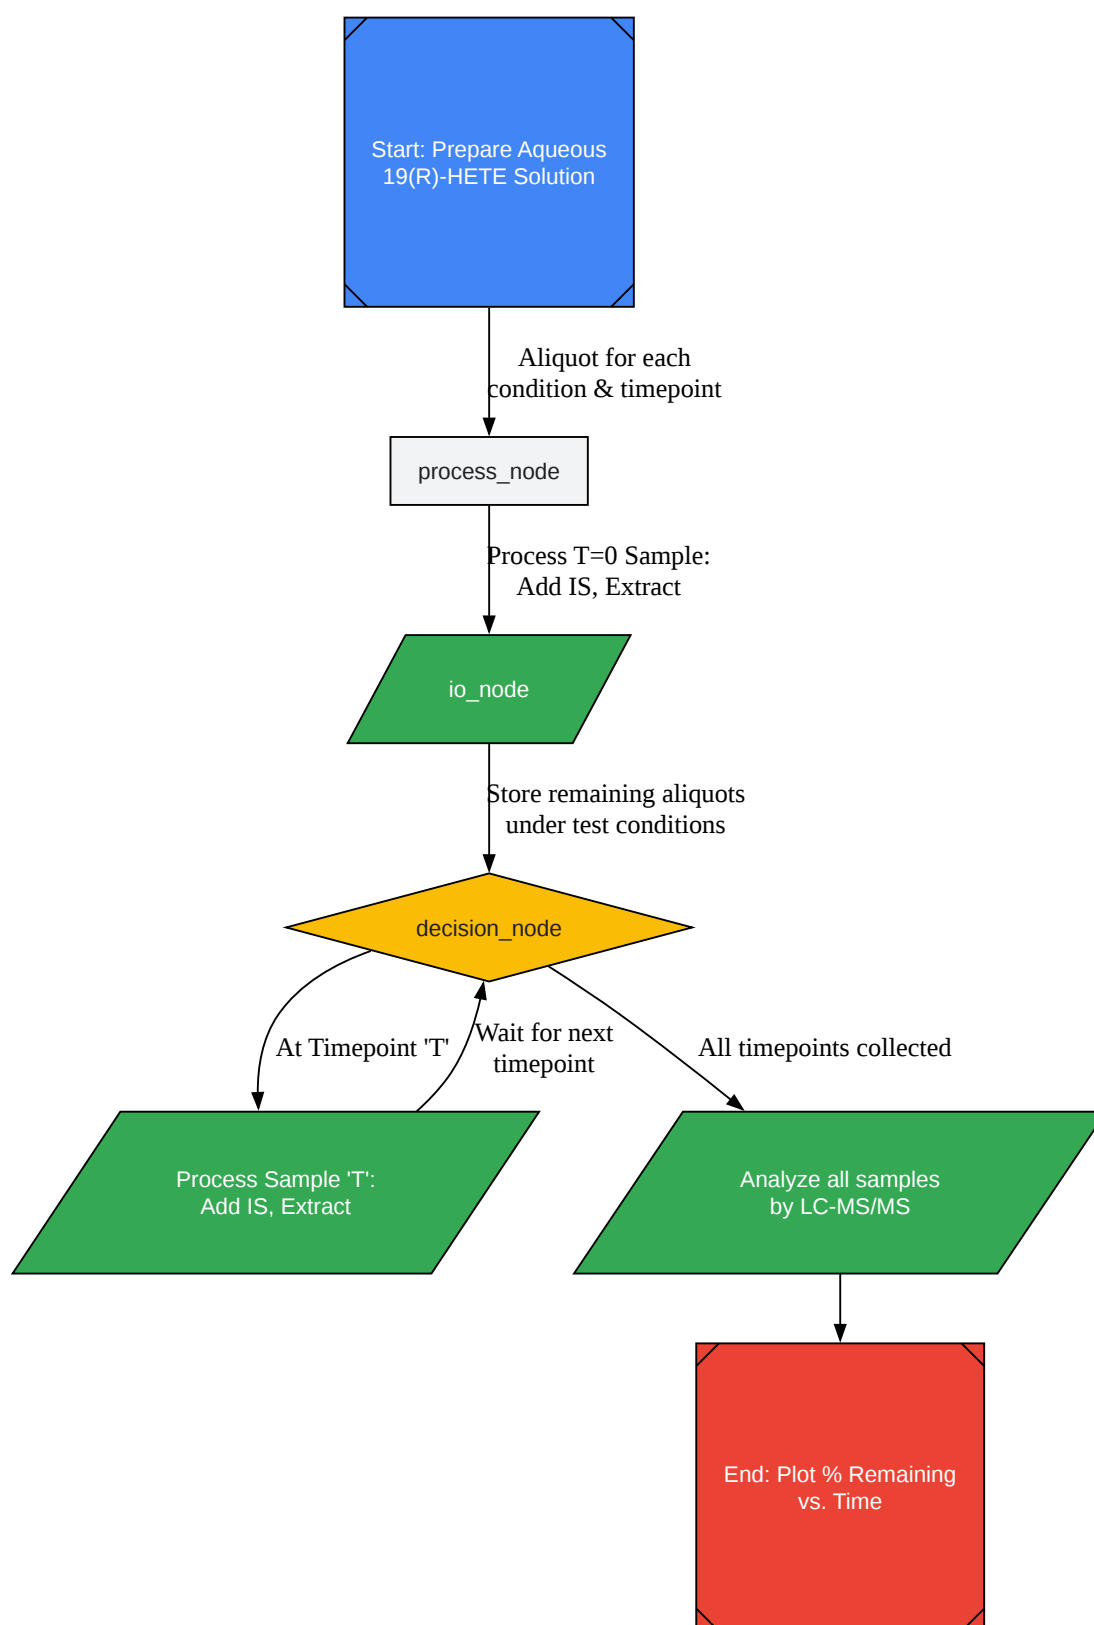 Start: Prepare Aqueous
19(R)-HETE Solution
Aliquot for each
condition & timepoint
process_node
Process T=0 Sample:
Add IS, Extract
io_node
Store remaining aliquots
under test conditions
decision_node
At Timepoint 'T'
Wait for next
timepoint
All timepoints collected
Process Sample 'T':
Add IS, Extract
Analyze all samples
by LC-MS/MS
End: Plot % Remaining
vs. Time